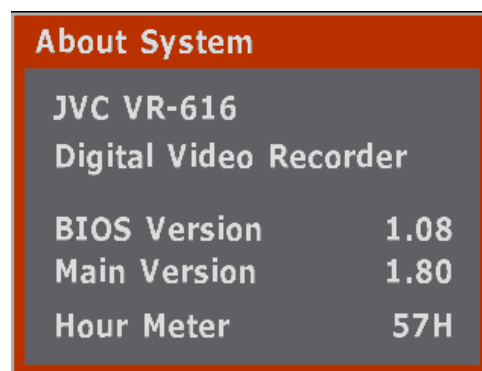 About System
JVC VR-616
Digital Video Recorder
BIOS Version 1.08
Main Version 1.80
Hour Meter 57H